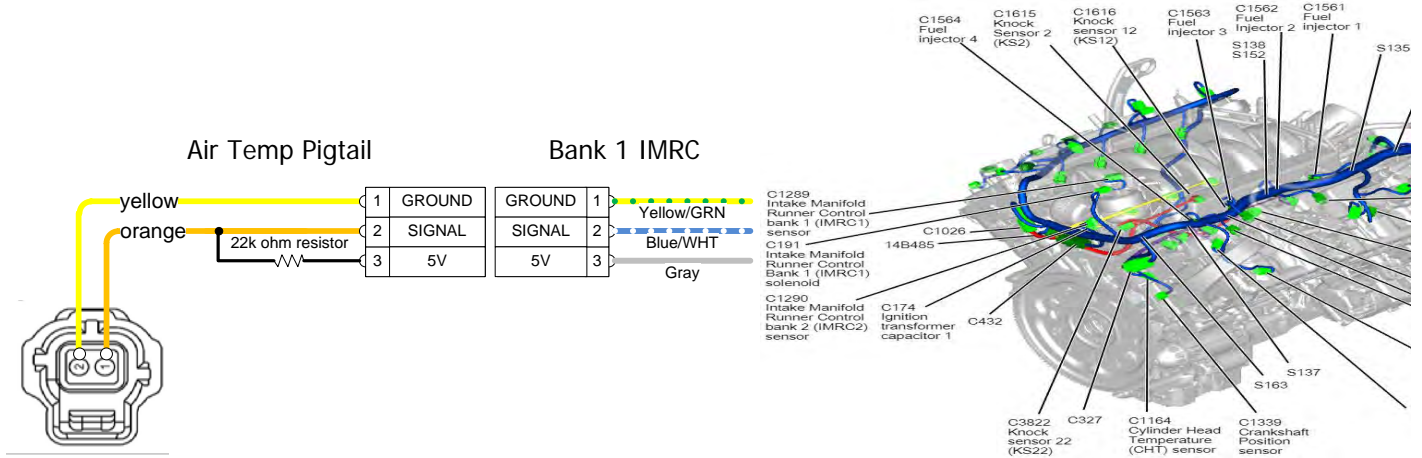 Air Temp Pigtail
Bank 1 IMRC
yellow
orange
22k ohm resistor
1 GROUND
2 SIGNAL
3 5V
GROUND 1
SIGNAL 2
5V 3
Yellow/GRN
Blue/WHT
Gray
2
1
C1564
Fuel
injector 4
C1615
Knock
Sensor 2
(KS2)
C1616
Knock
sensor 12
(KS12)
C1563
Fuel
injector 3
C1562
Fuel
Injector 2
C1561
Fuel
injector 1
S138
S152
S135
C1289
Intake Manifold
Runner Control
bank 1 (IMRC1)
sensor
C191
Intake Manifold
Runner Control
Bank 1 (IMRC1)
solenoid
C1290
Intake Manifold
Runner Control
bank 2 (IMRC2)
sensor
C1026
14B485
C174
Ignition
transformer
capacitor 1
C432
C3822
Knock
sensor 22
(KS22)
C327
C1164
Cylinder Head
Temperature
(CHT) sensor
C1339
Crankshaft
Position
sensor
S163
S137